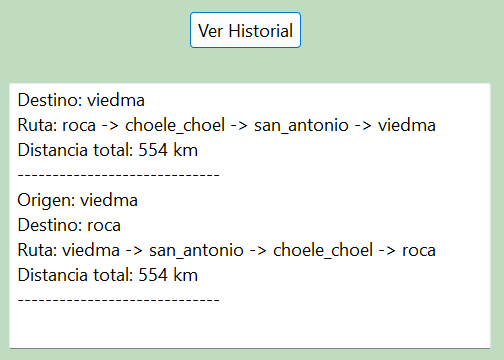 Ver Historial
Destino: viedma
Ruta: roca -> choele_choel -> san_antonio -> viedma
Distancia total: 554 km
----------------------------
Origen: viedma
Destino: roca
Ruta: viedma -> san_antonio -> choele_choel -> roca
Distancia total: 554 km
----------------------------